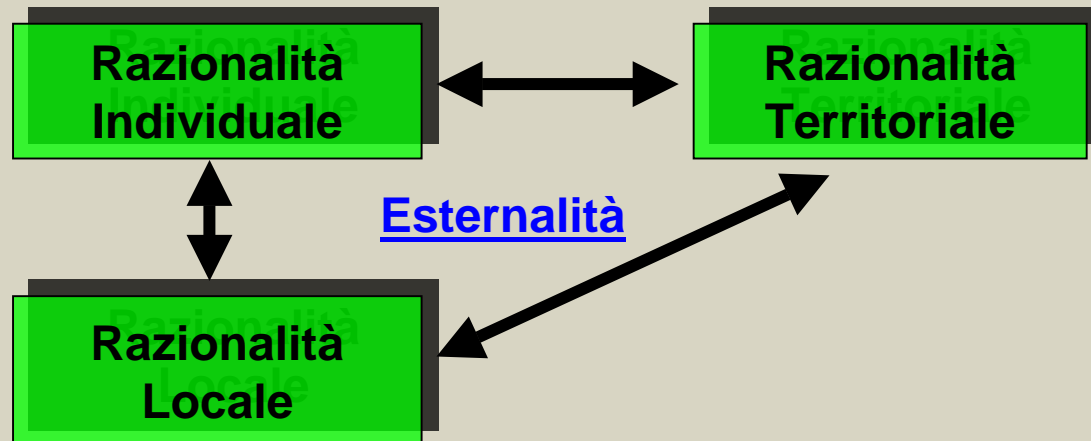 Razionalità
Individuale
Razionalità
Territoriale
Esternalità
Razionalità
Locale